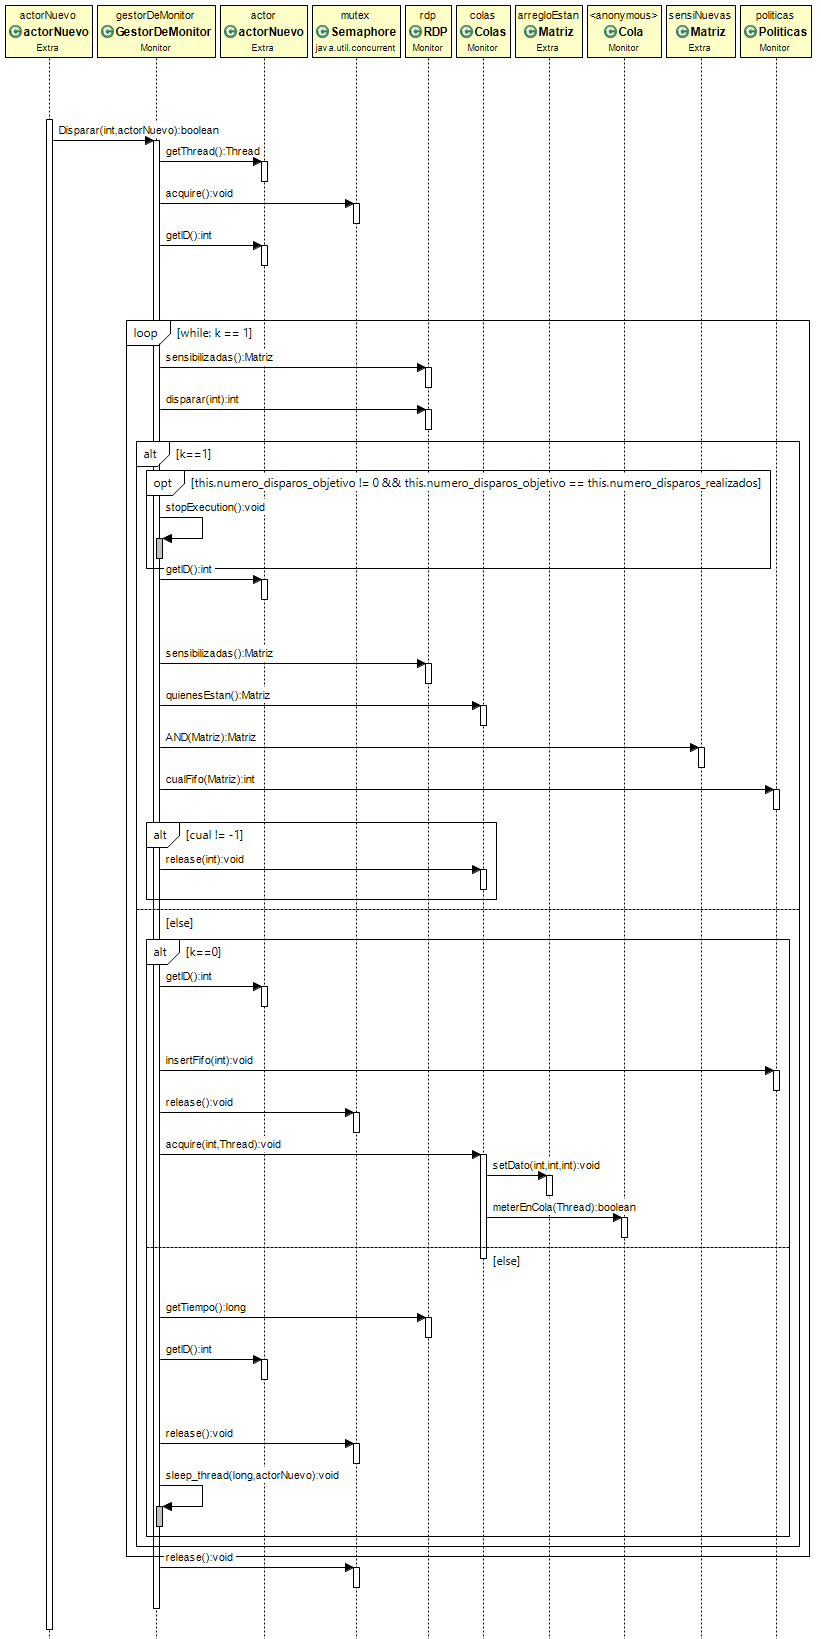 actorNuevo
actorNuevo
Extra
gestorDeMonitor
GestorDeMonitor
Monitor
actor
actorNuevo
Extra
mutex
Semaphore
java.util.concurrent
rdp
RDP
Monitor
colas
Colas
Monitor
arregloEstan
Matriz
Extra
<anonymous>
Cola
Monitor
sensiNuevas
Matriz
Extra
politicas
Politicas
Monitor
Disparar(int,actorNuevo):boolean
getThread():Thread
acquire():void
getID():int
loop [while: k == 1]
sensibilizadas():Matriz
disparar(int):int
alt [k==1]
opt [this.numero_disparos_objetivo != 0 && this.numero_disparos_objetivo == this.numero_disparos_realizados]
stopExecution():void
getID():int
sensibilizadas():Matriz
quienesEstan():Matriz
AND(Matriz):Matriz
cualFifo(Matriz):int
alt [cual != -1]
release(int):void
[else]
alt [k==0]
getID():int
insertFifo(int):void
release():void
acquire(int,Thread):void
setDato(int,int,int):void
meterEnCola(Thread):boolean
[else]
getTiempo():long
getID():int
release():void
sleep_thread(long,actorNuevo):void
release():void